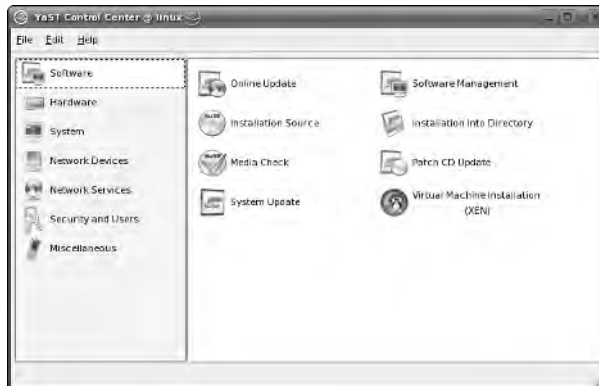 YaST Control Center @ linux
File Edit Help
Software
Hardware
System
Network Devices
Network Services
Security and Users
Miscellaneous
Online Update
Software Management
Installation Source
Installation into Directory
Media Check
Patch CD Update
System Update
Virtual Machine Installation
(XEN)